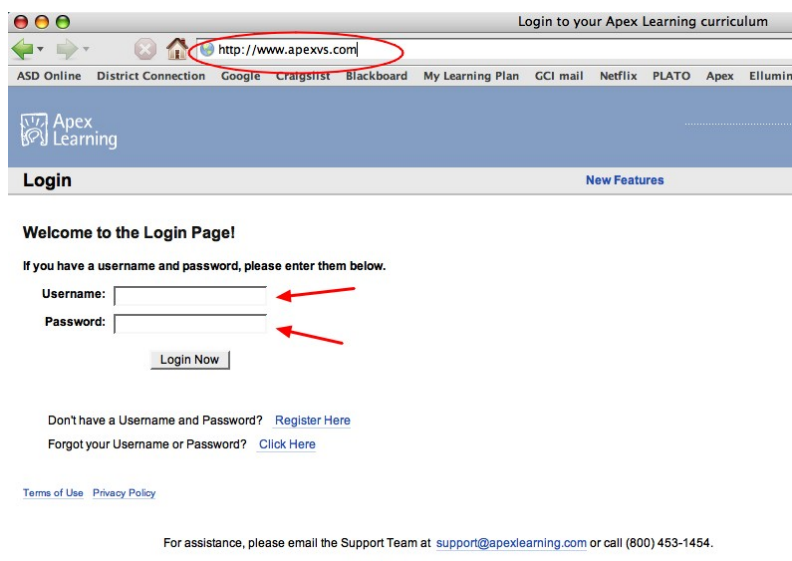 Login to your Apex Learning curriculum
http://www.apexvs.com
ASD Online District Connection Google Craigslist Blackboard My Learning Plan GCI mail Netflix PLATO Apex Ellumin
Apex
Learning
Login New Features
Welcome to the Login Page!
If you have a username and password, please enter them below.
Username:
Password:
Login Now
Don't have a Username and Password? Register Here
Forgot your Username or Password? Click Here
Terms of Use Privacy Policy
For assistance, please email the Support Team at support@apexlearning.com or call (800) 453-1454.